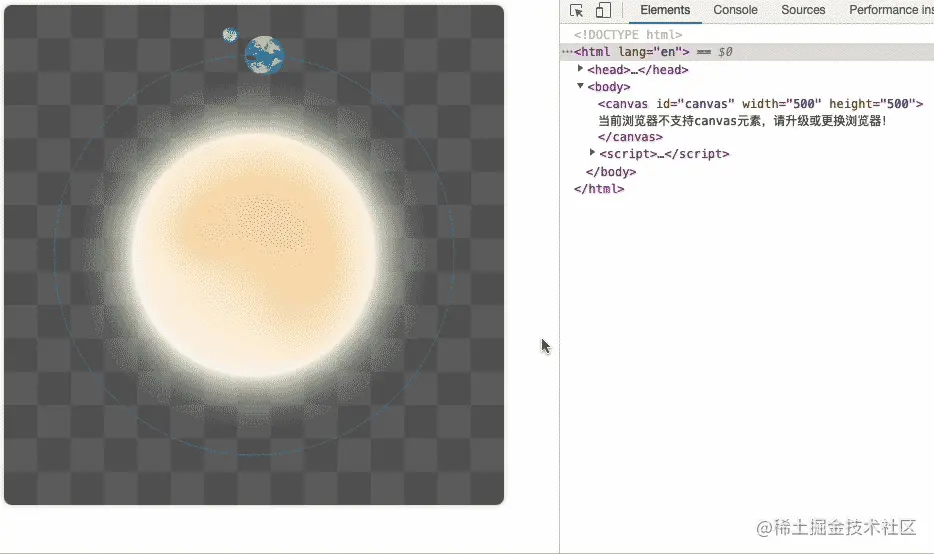 Elements Console Sources Performance ins
<!DOCTYPE html>
···<html lang="en"> == $0
<head>…</head>
<body>
<canvas id="canvas" width="500" height="500">
当前浏览器不支持canvas元素，请升级或更换浏览器！
</canvas>
<script>…</script>
</body>
</html>
@稀土掘金技术社区